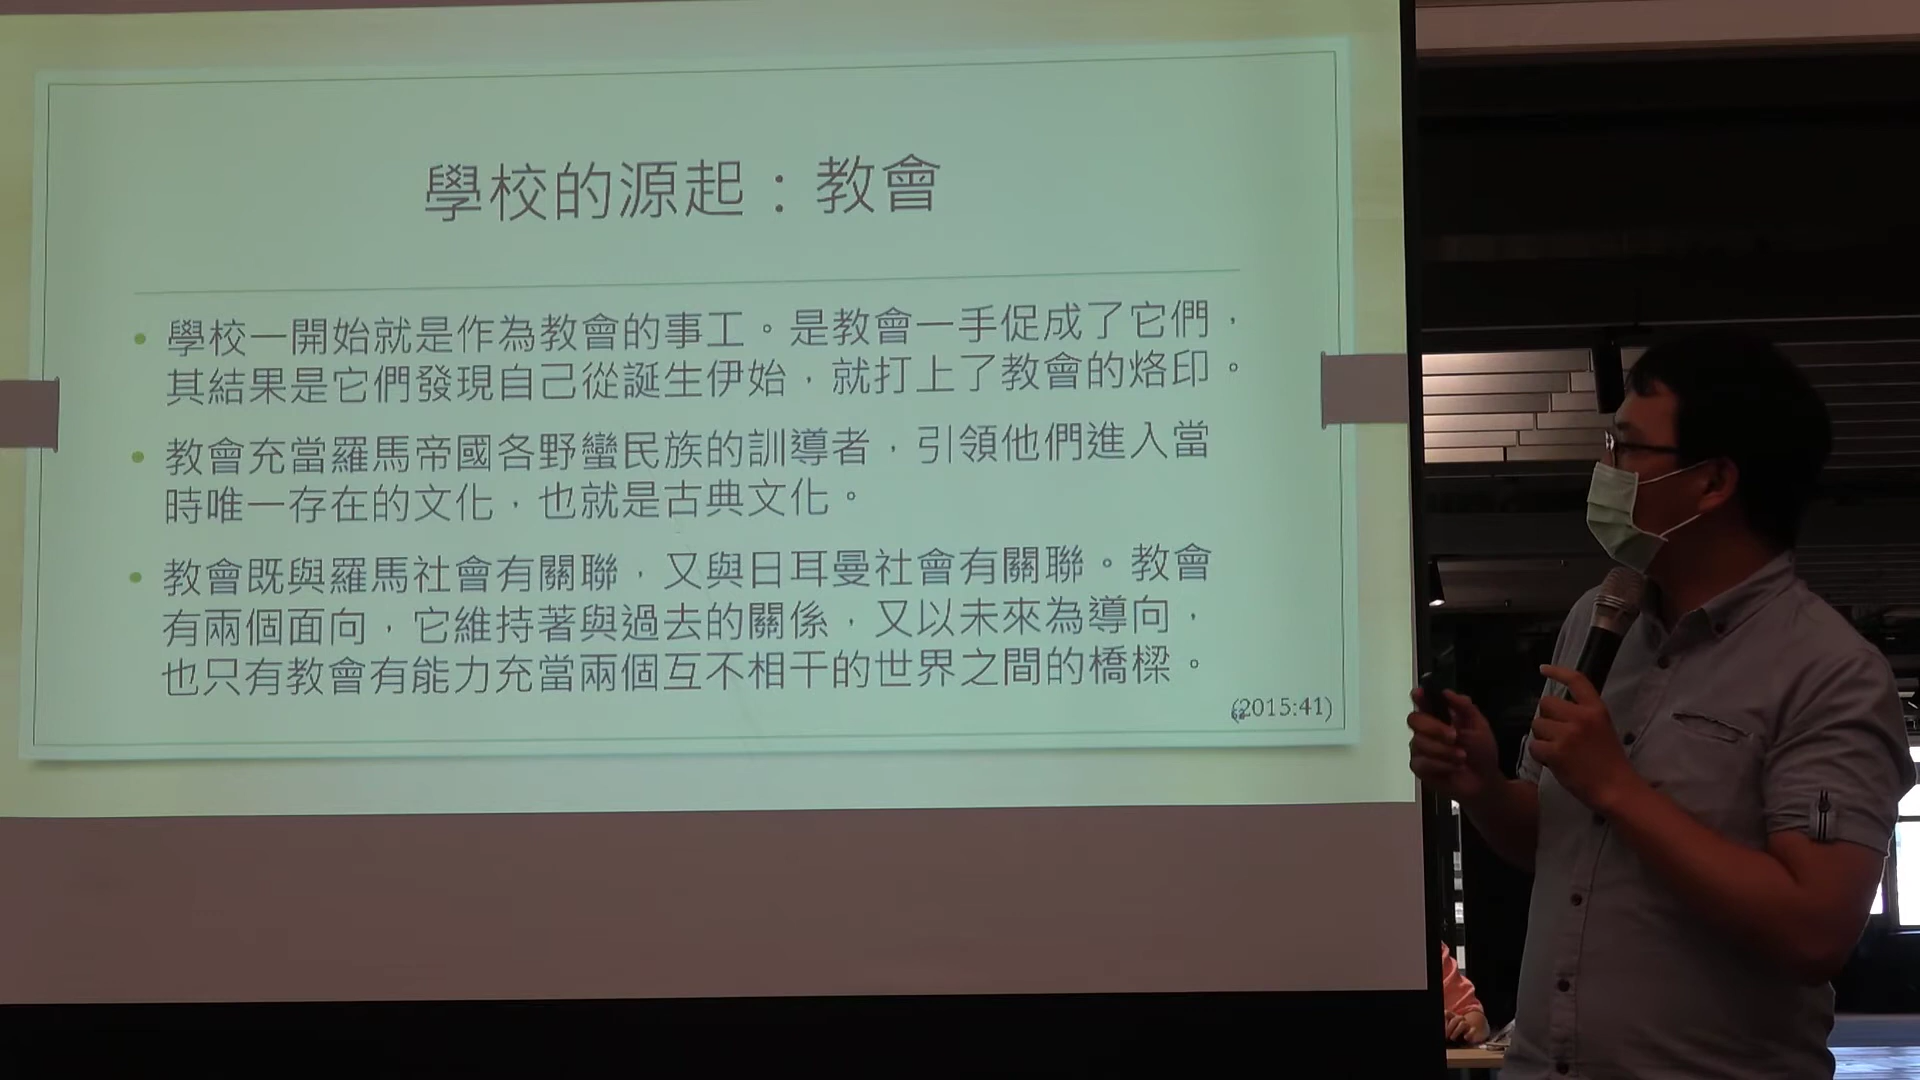 學校的源起：教會
學校一開始就是作為教會的事工。是教會一手促成了它們，
其結果是它們發現自己從誕生伊始，就打上了教會的烙印。
教會充當羅馬帝國各野蠻民族的訓導者，引領他們進入當
時唯一存在的文化，也就是古典文化。
教會既與羅馬社會有關聯，又與日耳曼社會有關聯。教會
有兩個面向，它維持著與過去的關係，又以未來為導向，
也只有教會有能力充當兩個互不相干的世界之間的橋樑。
(2015:41)